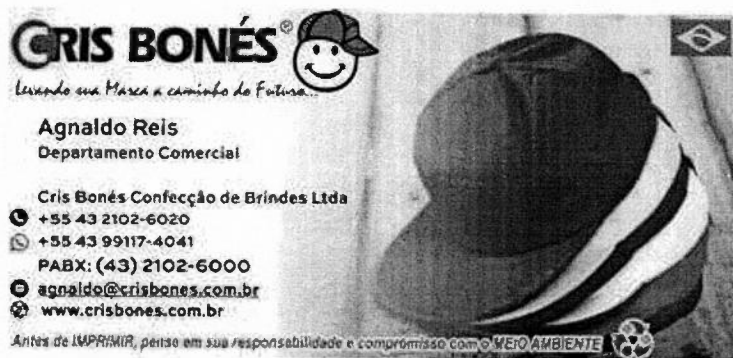 CRIS BONÉS®
Levando sua Marca a caminho do Futuro...
Agnaldo Reis
Departamento Comercial
Cris Bonés Confecção de Brindes Ltda
+55 43 2102-6020
+55 43 99117-4041
PABX: (43) 2102-6000
agnaldo@crisbones.com.br
www.crisbones.com.br
Antes de IMPRIMIR, pense em sua responsabilidade e compromisso com o MEIO AMBIENTE